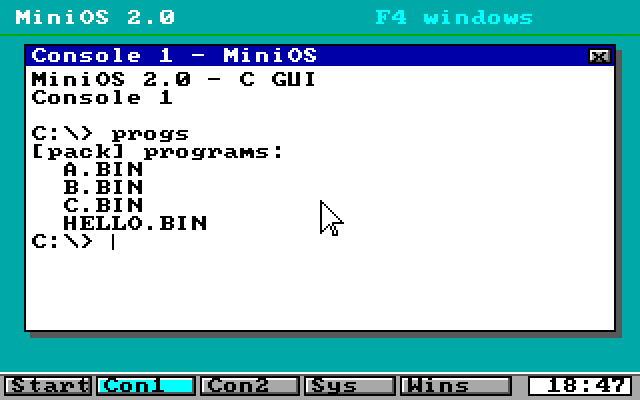 MiniOS 2.0 F4 windows
Console 1 - MiniOS
MiniOS 2.0 - C GUI
Console 1
C:\> progs
[pack] programs:
A.BIN
B.BIN
C.BIN
HELLO.BIN
C:\>
Start Con1 Con2 Sys Wins 18:47